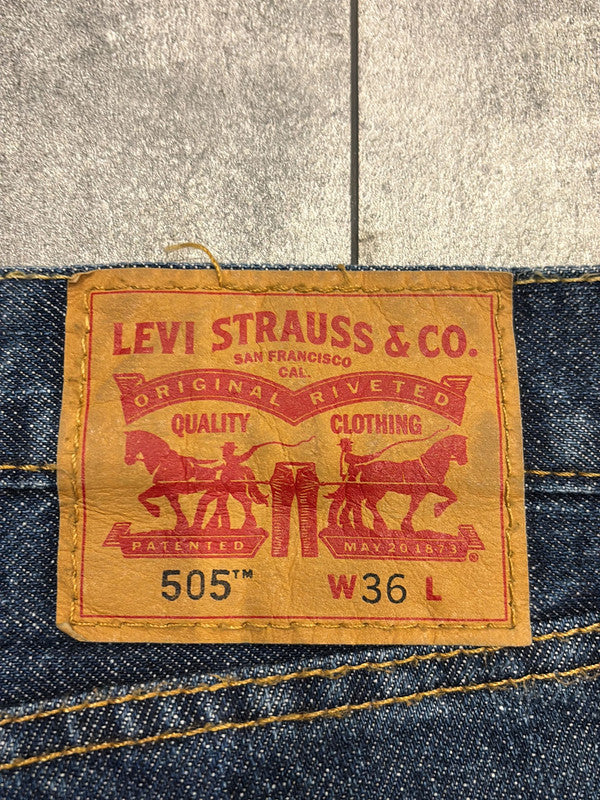 LEVI STRAUSS & CO.
SAN FRANCISCO
CAL.
ORIGINAL RIVETED
QUALITY CLOTHING
PATENTED MAY 20 1873
®
505™ W36 L